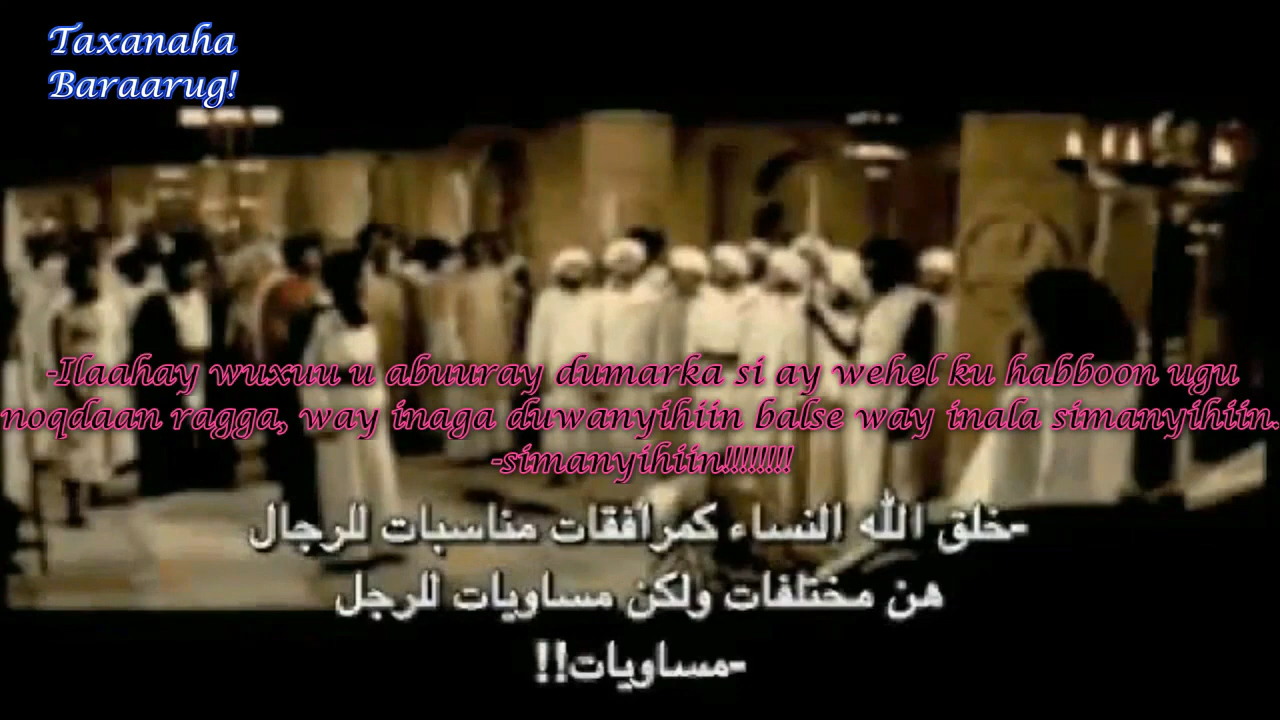 Taxanaha
Baraarug!
-Ilaahay wuxuu u abuuray dumarka si ay wehel ku habboon ugu
noqdaan ragga, way inaga duwanyihiin balse way inala simanyihiin.
-simanyihiin!!!!!!!!
-خلق الله النساء كمرافقات مناسبات للرجال
هن مختلفات ولكن مساويات للرجل
-مساويات!!